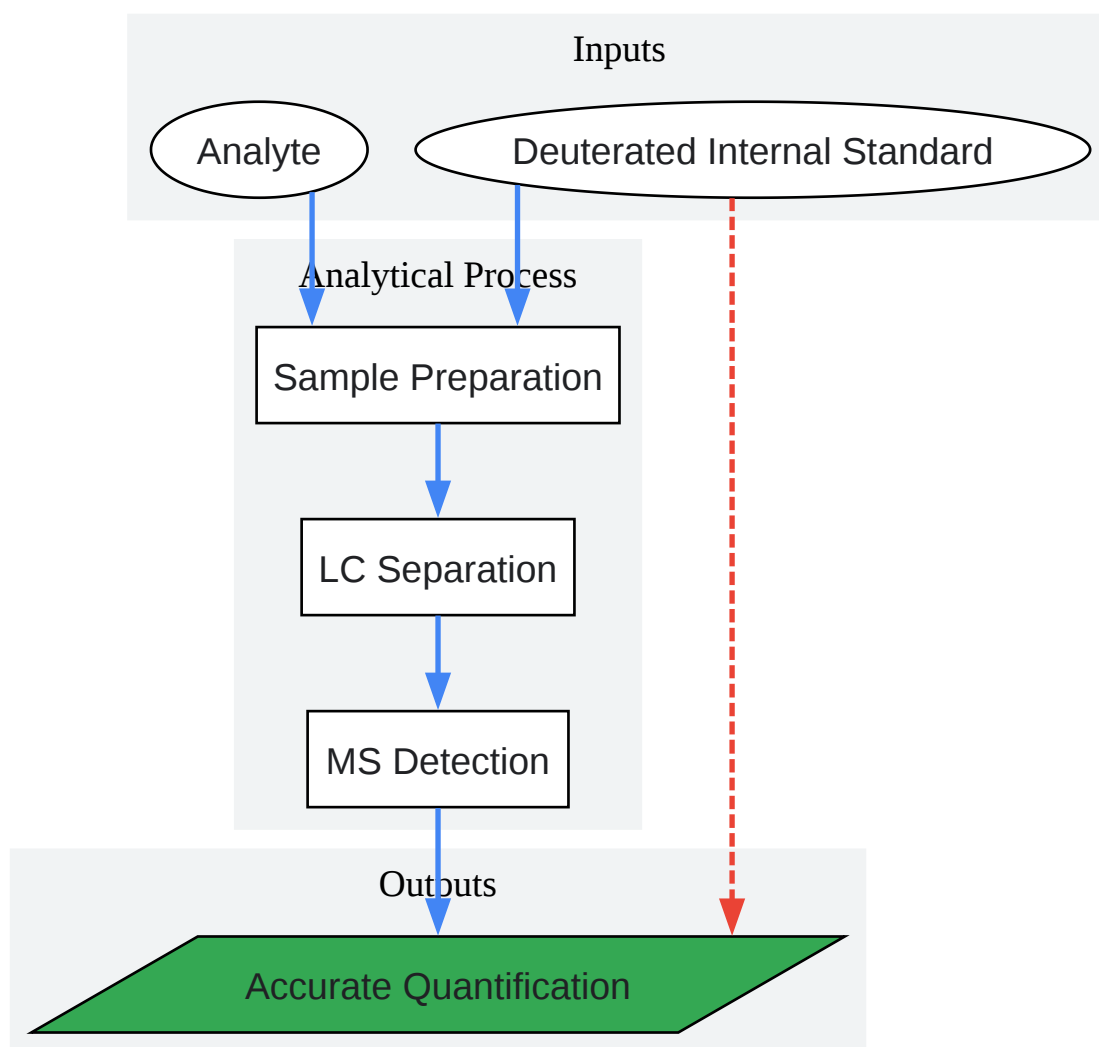 Inputs
Analyte
Deuterated Internal Standard
Analytical Process
Sample Preparation
LC Separation
MS Detection
Outputs
Accurate Quantification